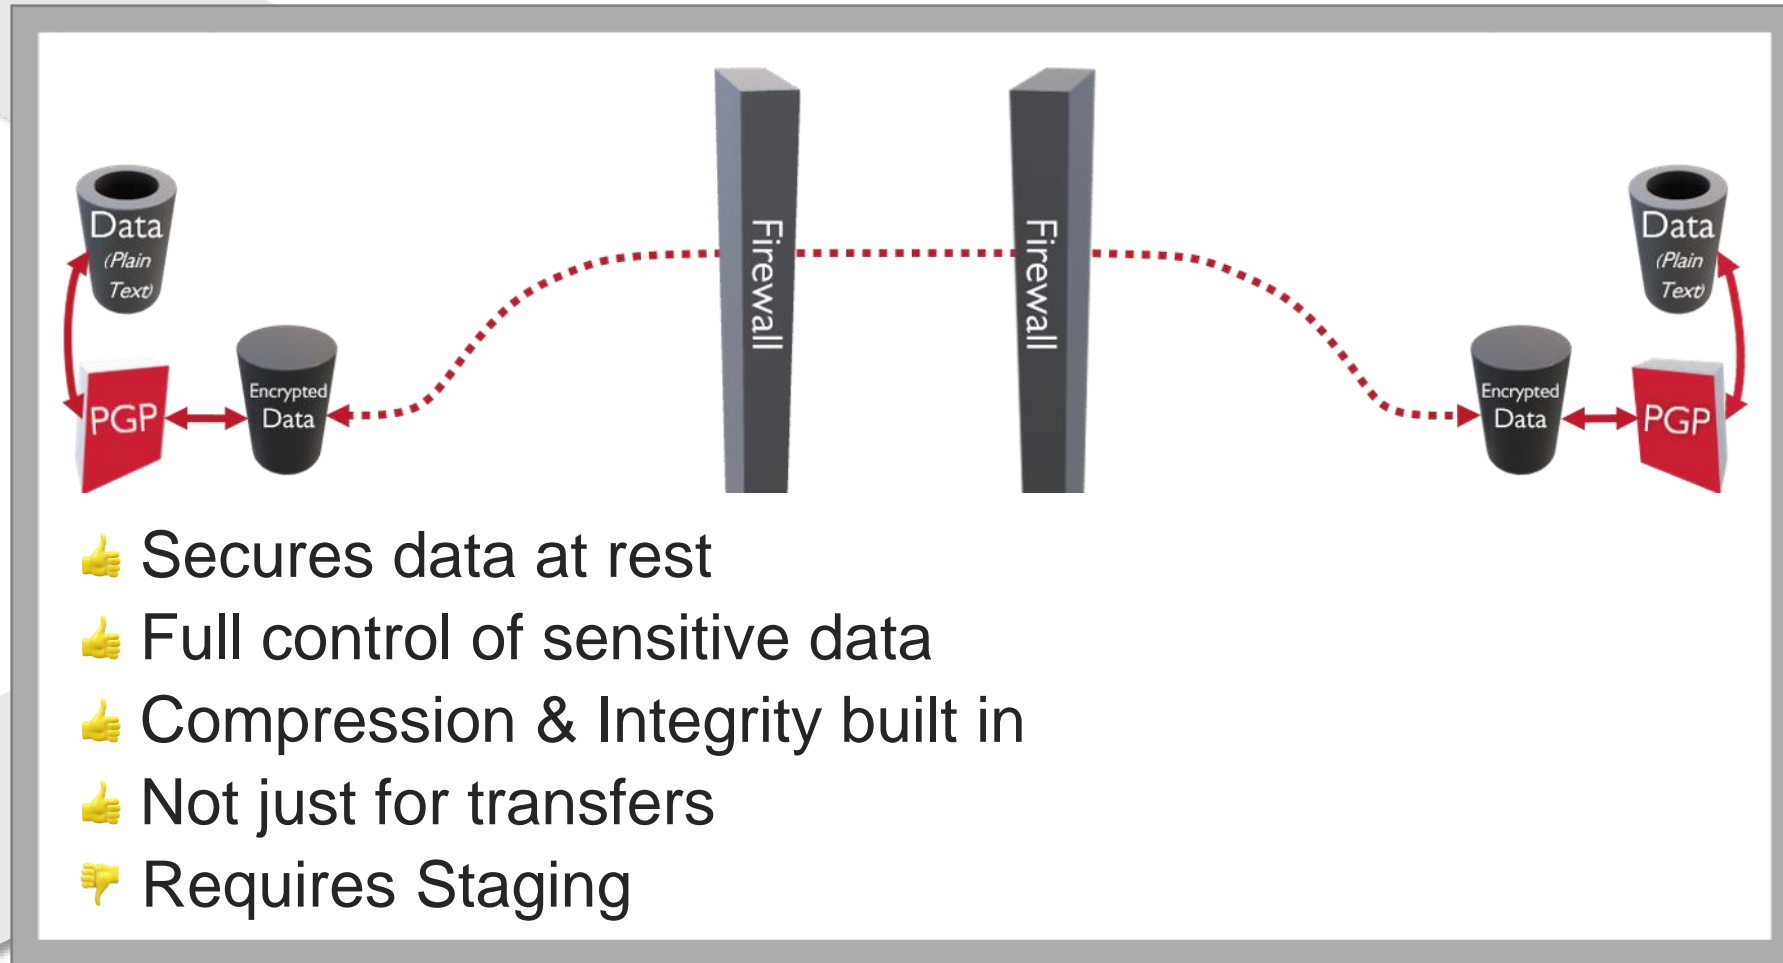 Data
(Plain
Text)
PGP
Encrypted
Data
Firewall
Firewall
Data
(Plain
Text)
Encrypted
Data
PGP
Secures data at rest
Full control of sensitive data
Compression & Integrity built in
Not just for transfers
Requires Staging